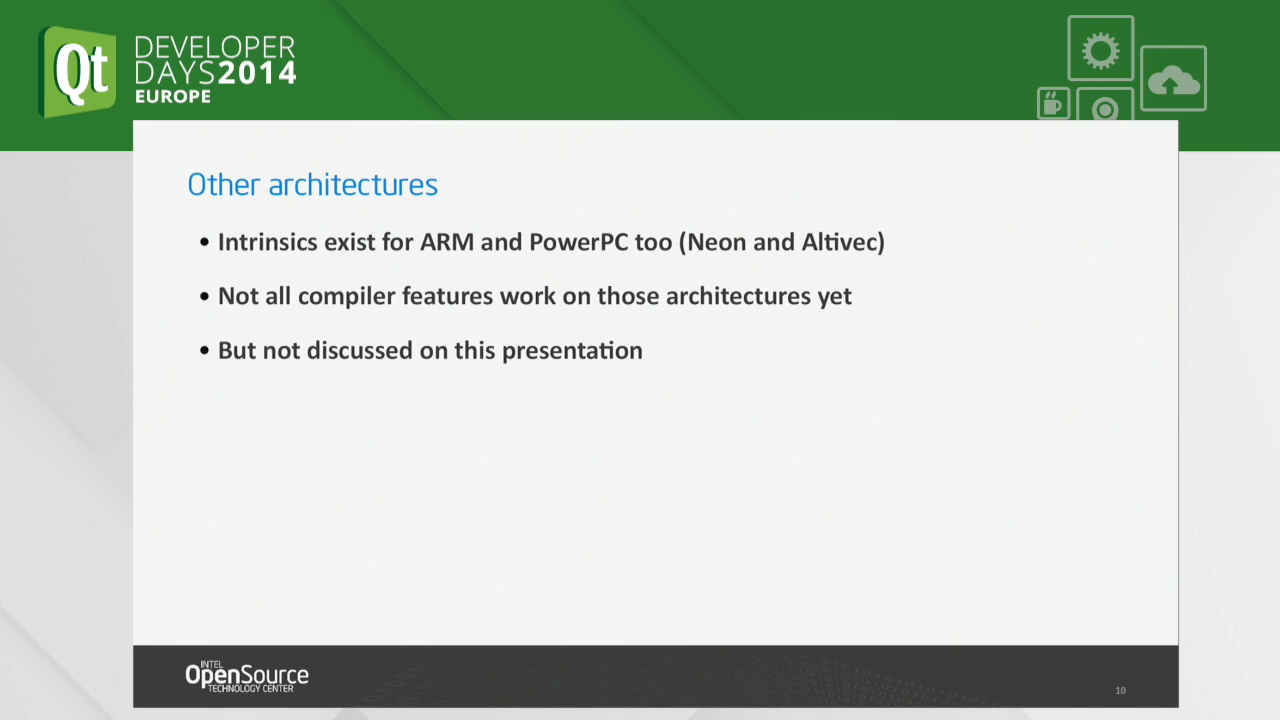 Qt
DEVELOPER
DAYS2014
EUROPE
Other architectures
• Intrinsics exist for ARM and PowerPC too (Neon and Altivec)
• Not all compiler features work on those architectures yet
• But not discussed on this presentation
INTEL
OpenSource
TECHNOLOGY CENTER
10